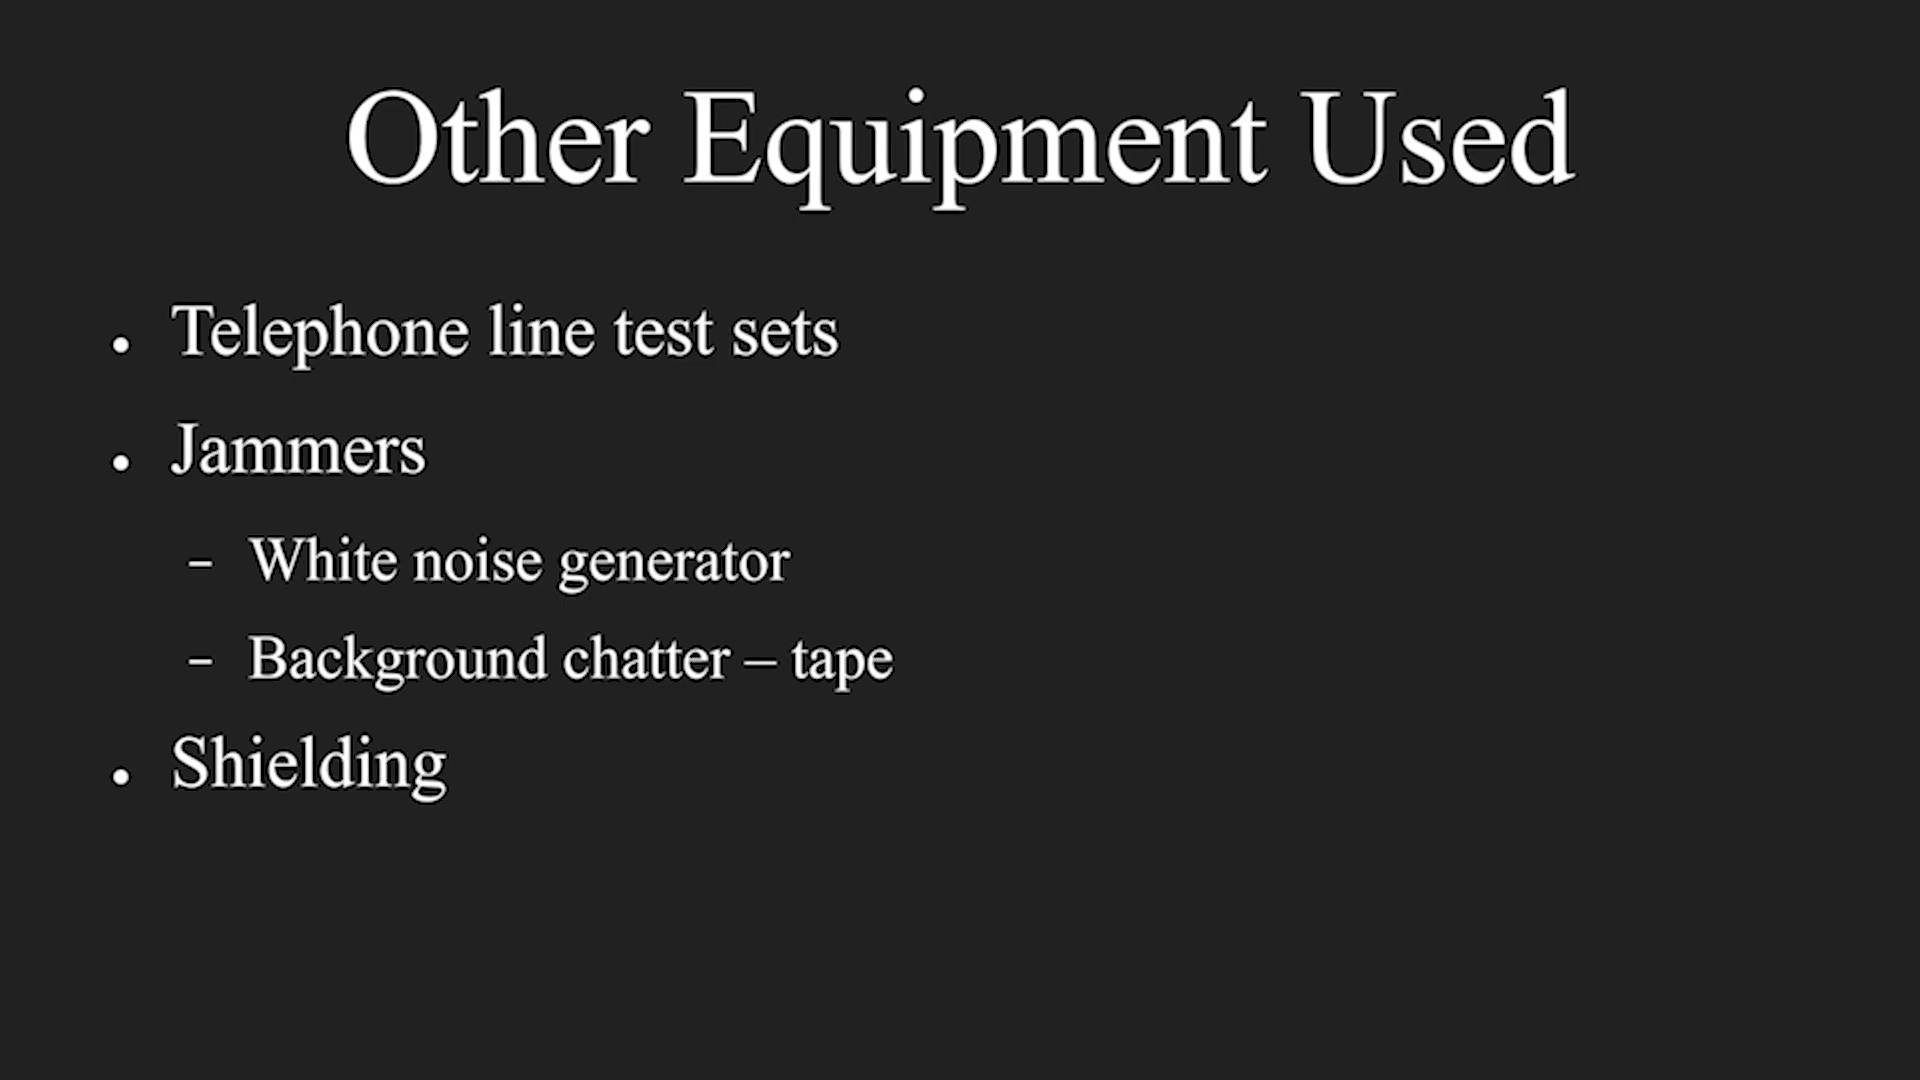 Other Equipment Used
• Telephone line test sets
• Jammers
– White noise generator
– Background chatter – tape
• Shielding